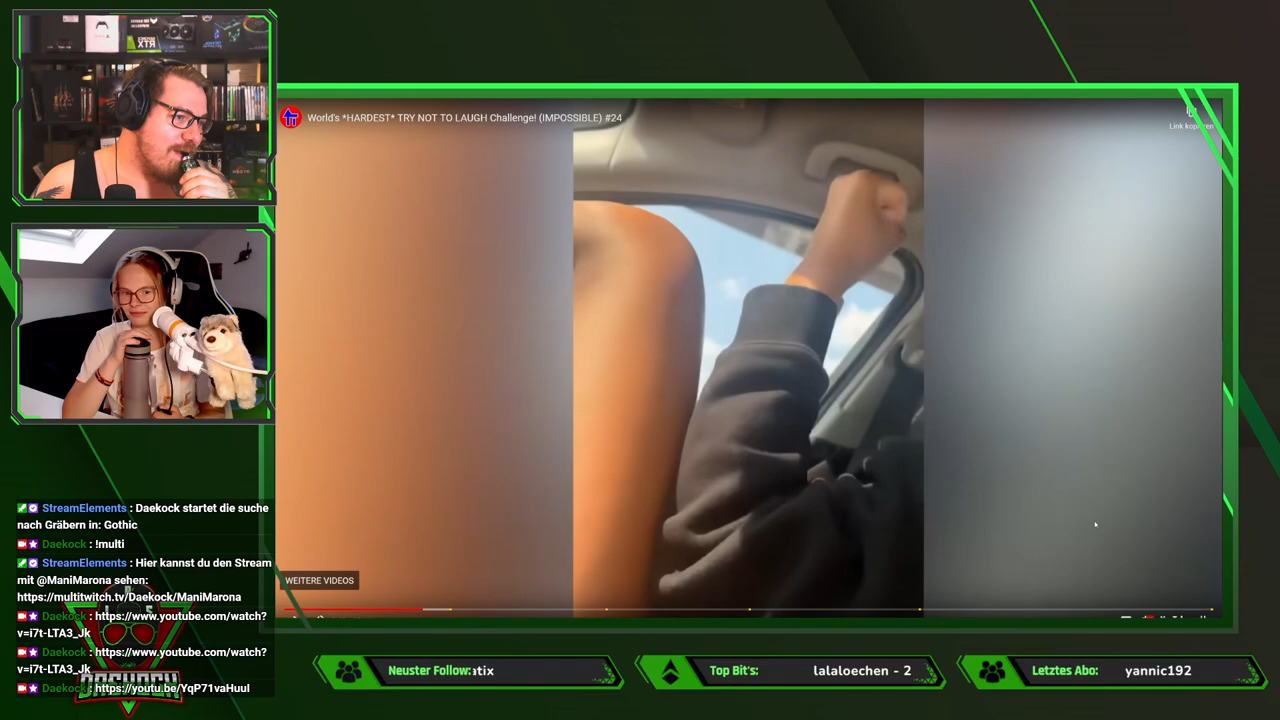 World's *HARDEST* TRY NOT TO LAUGH Challenge! (IMPOSSIBLE) #24
StreamElements : Daekock startet die suche
nach Gräbern in: Gothic
Daekock : !multi
StreamElements : Hier kannst du den Stream
mit @ManiMarona sehen:
https://multitwitch.tv/Daekock/ManiMarona
Daekock : https://www.youtube.com/watch?
v=i7t-LTA3_Jk
Daekock : https://www.youtube.com/watch?
v=i7t-LTA3_Jk
Daekock : https://youtu.be/YqP71vaHuuI
WEITERE VIDEOS
Neuster Follow: atix
Top Bit's: lalaloechen - 2
Letztes Abo: yannic192